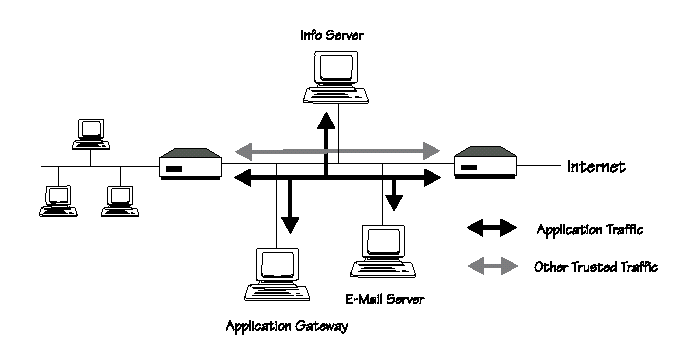 Info Server
Internet
Application Traffic
Other Trusted Traffic
E-Mail Server
Application Gateway